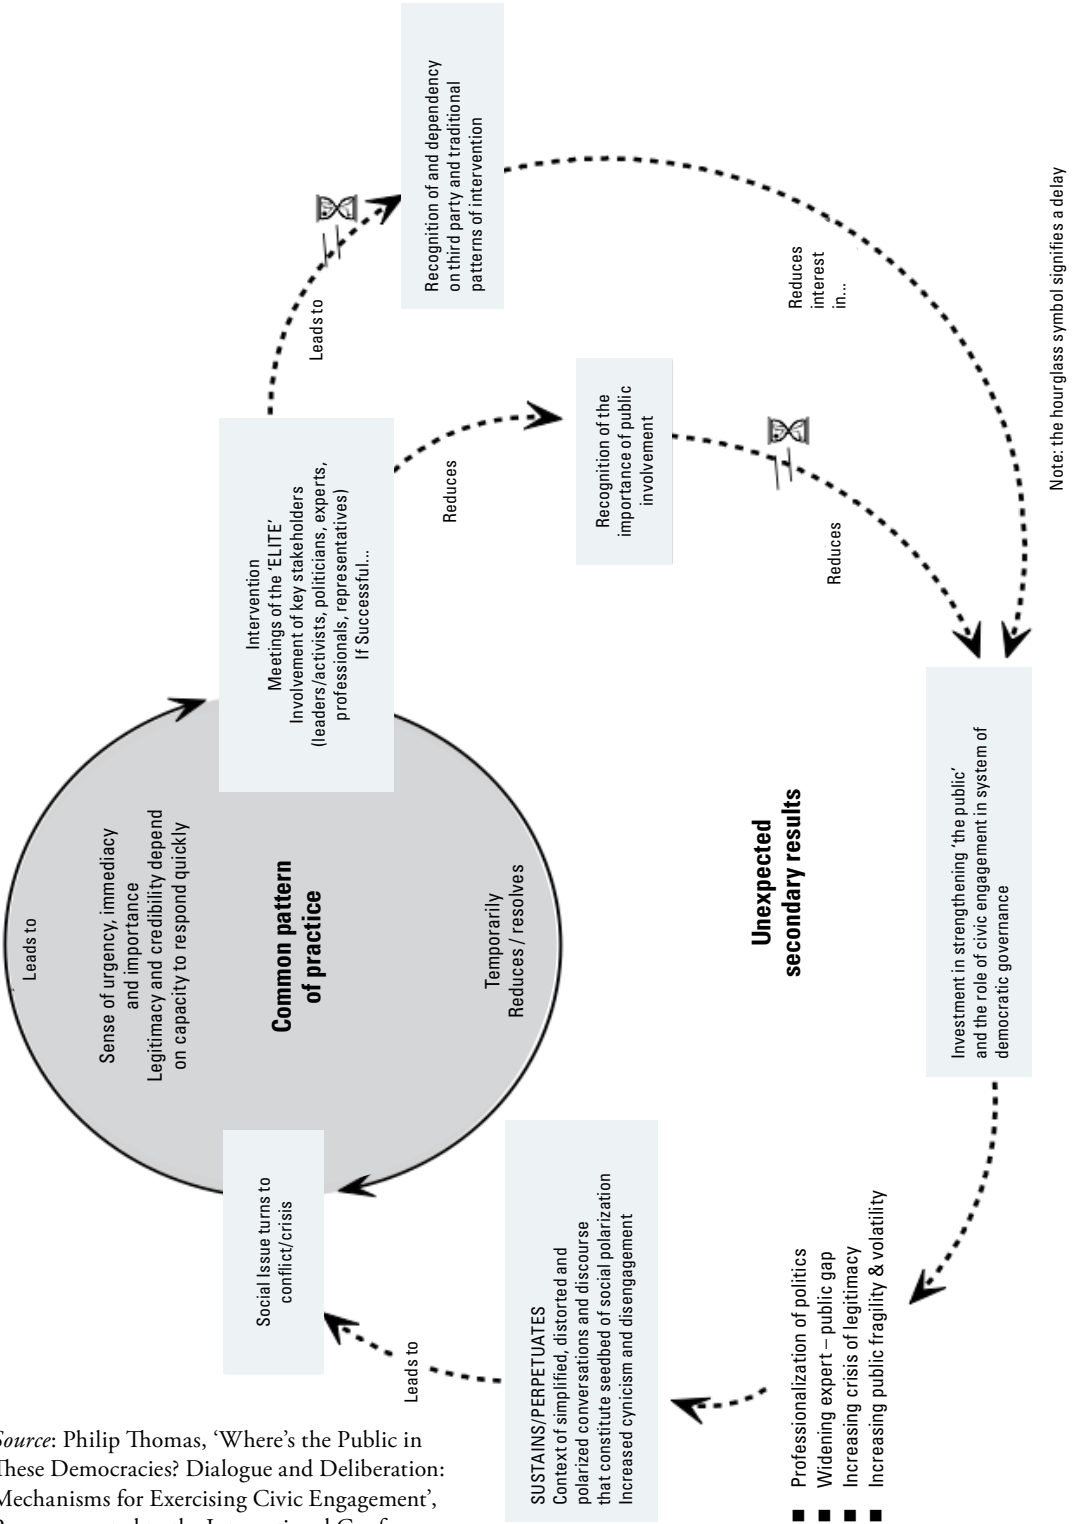 Leads to
Sense of urgency, immediacy
and importance
Legitimacy and credibility depend
on capacity to respond quickly
Common pattern
of practice
Temporarily
Reduces / resolves
Social Issue turns to
conflict/crisis
Intervention
Meetings of the ‘ELITE’
Involvement of key stakeholders
(leaders/activists, politicians, experts,
professionals, representatives)
If Successful...
Leads to
Recognition of and dependency
on third party and traditional
patterns of intervention
Reduces
Recognition of the
importance of public
involvement
Reduces
interest
in...
Reduces
Unexpected
secondary results
Investment in strengthening ‘the public’
and the role of civic engagement in system of
democratic governance
Professionalization of politics
Widening expert – public gap
Increasing crisis of legitimacy
Increasing public fragility & volatility
SUSTAINS/PERPETUATES
Context of simplified, distorted and
polarized conversations and discourse
that constitute seedbed of social polarization
Increased cynicism and disengagement
Leads to
Note: the hourglass symbol signifies a delay
Source: Philip Thomas, ‘Where’s the Public in
These Democracies? Dialogue and Deliberation:
Mechanisms for Exercising Civic Engagement’,